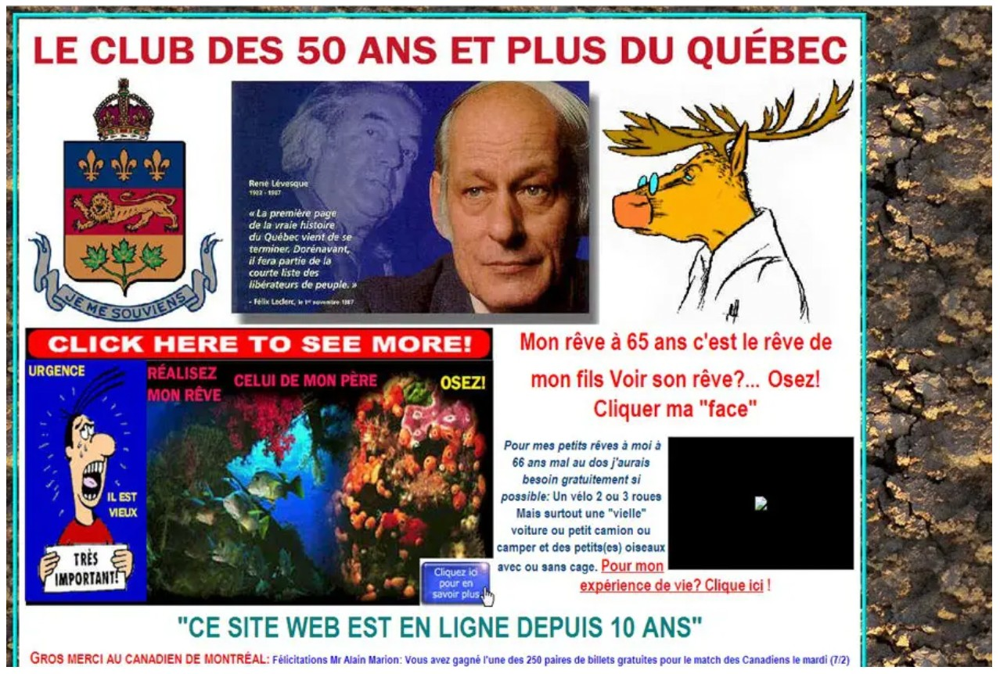 LE CLUB DES 50 ANS ET PLUS DU QUÉBEC
JE ME SOUVIENS
René Lévesque
1922 - 1987
« La première page
de la vraie histoire
du Québec vient de se
terminer. Dorénavant,
il fera partie de la
courte liste des
libérateurs de peuple. »
- Félix Leclerc, le 1er novembre 1987
CLICK HERE TO SEE MORE!
URGENCE
IL EST
VIEUX
TRÈS
IMPORTANT!
RÉALISEZ
MON RÊVE
CELUI DE MON PÈRE
OSEZ!
Cliquez ici
pour en
savoir plus
Mon rêve à 65 ans c'est le rêve de
mon fils Voir son rêve?... Osez!
Cliquer ma "face"
Pour mes petits rêves à moi à
66 ans mal au dos j'aurais
besoin gratuitement si
possible: Un vélo 2 ou 3 roues
Mais surtout une "vielle"
voiture ou petit camion ou
camper et des petits(es) oiseaux
avec ou sans cage. Pour mon
expérience de vie? Clique ici !
"CE SITE WEB EST EN LIGNE DEPUIS 10 ANS"
GROS MERCI AU CANADIEN DE MONTRÉAL: Félicitations Mr Alain Marion: Vous avez gagné l'une des 250 paires de billets gratuites pour le match des Canadiens le mardi (7/2)